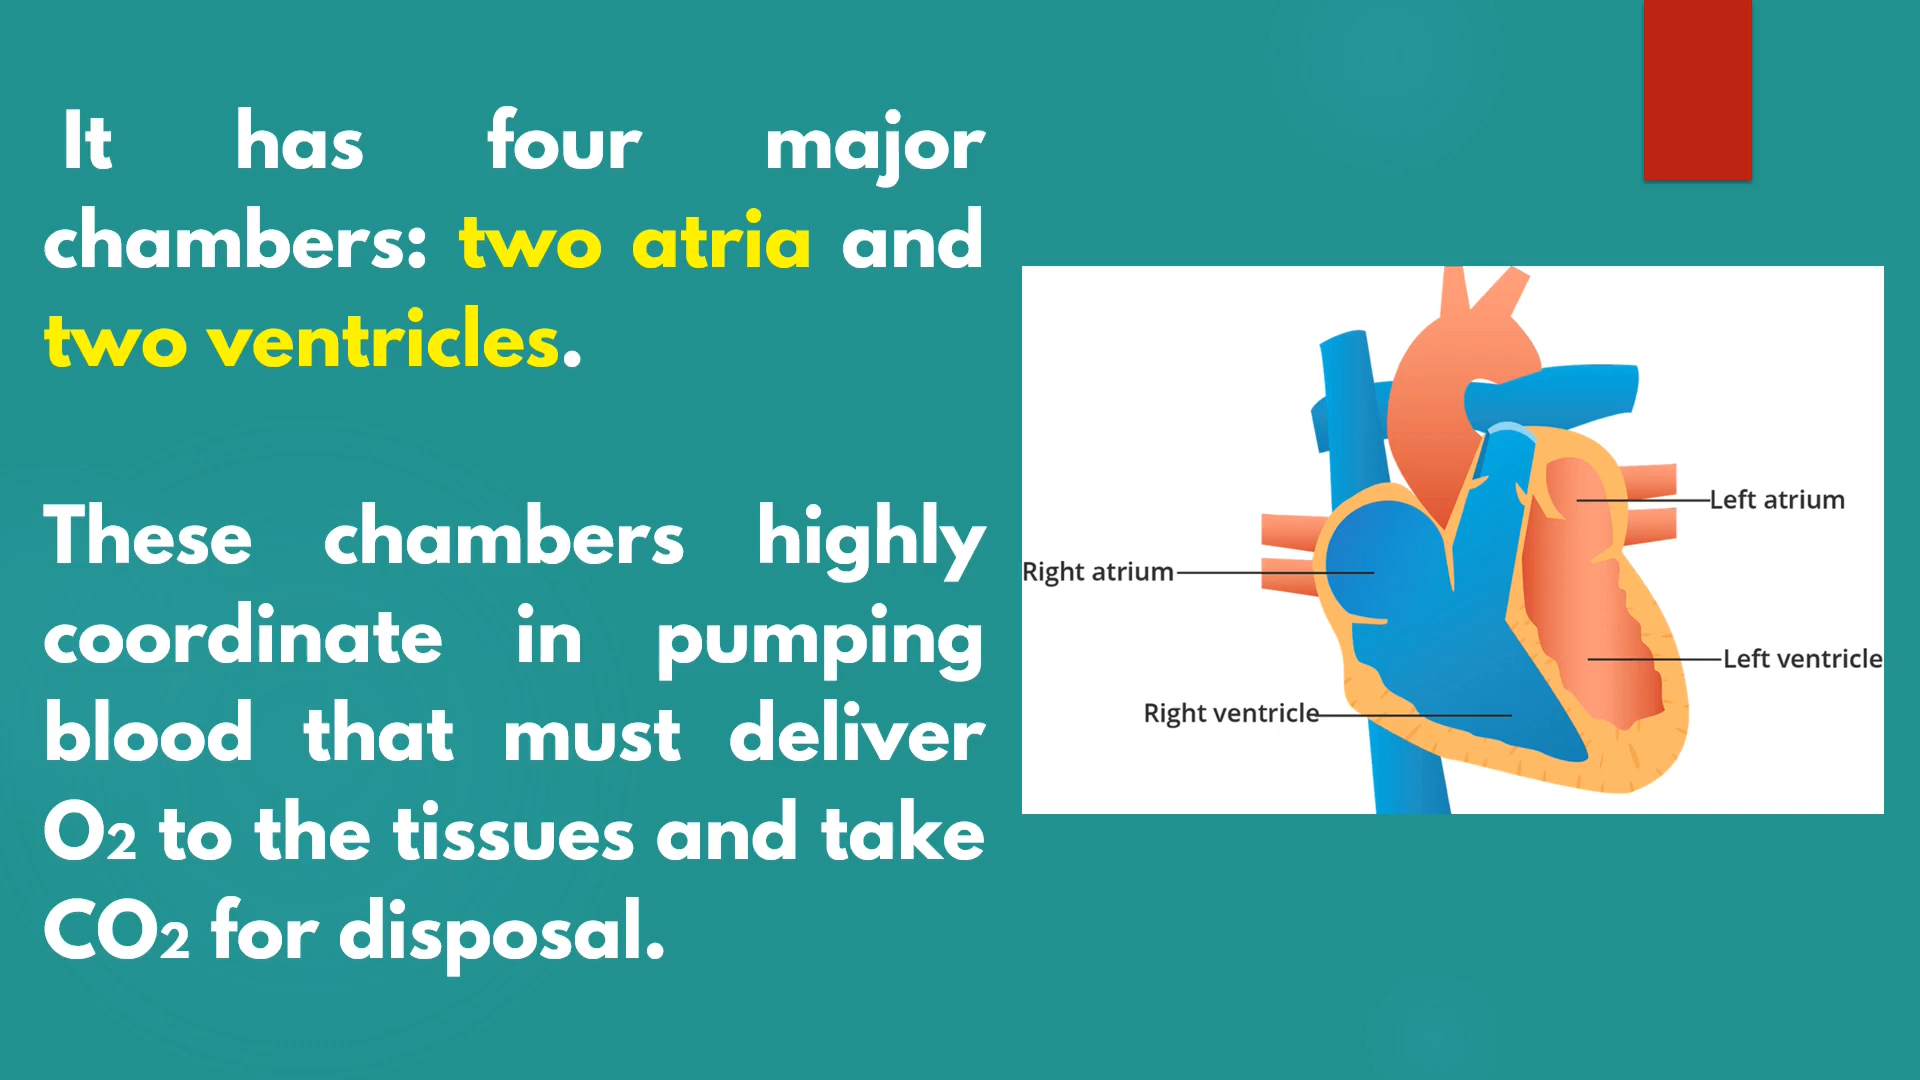 It has four major
chambers: two atria and
two ventricles.
These chambers highly
coordinate in pumping
blood that must deliver
O2 to the tissues and take
CO2 for disposal.
Left atrium
Right atrium
Left ventricle
Right ventricle